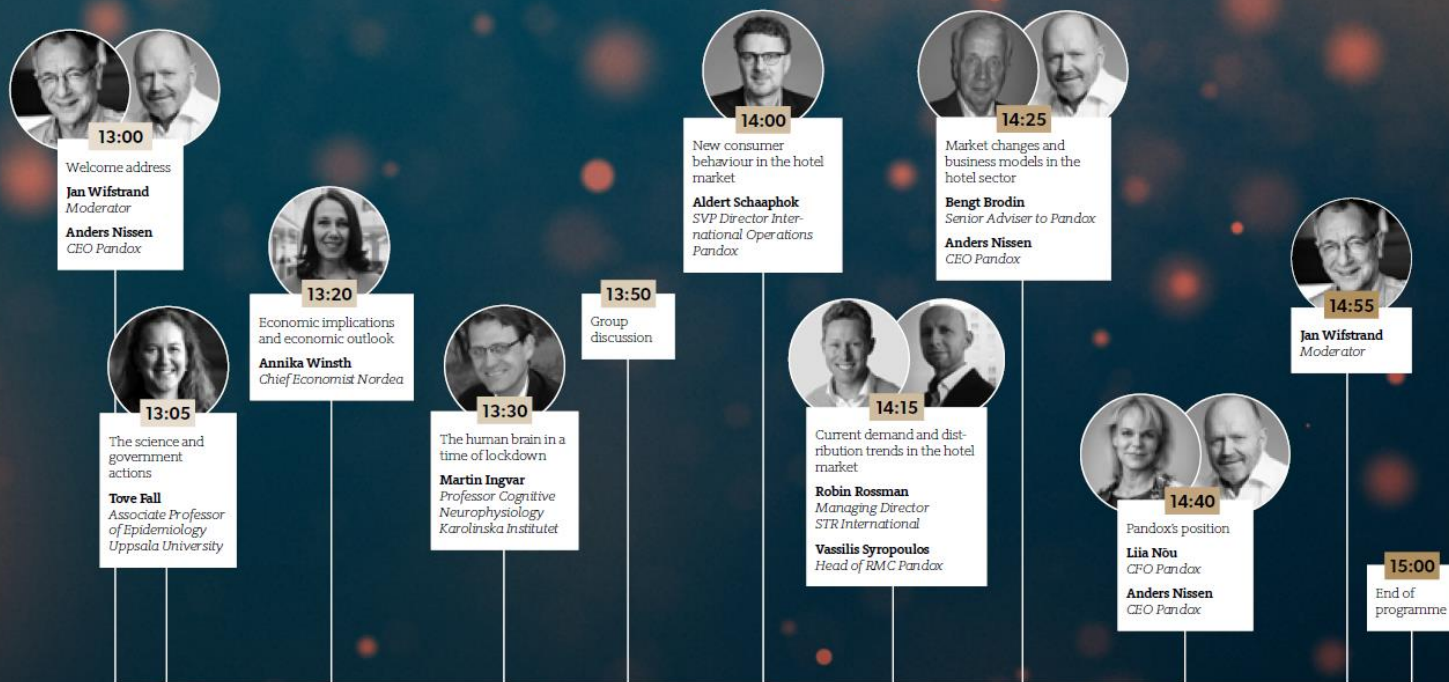 13:00
Welcome address
Jan Wifstrand
Moderator
Anders Nissen
CEO Pandox
13:05
The science and
government
actions
Tove Fall
Associate Professor
of Epidemiology
Uppsala University
13:20
Economic implications
and economic outlook
Annika Winsth
Chief Economist Nordea
13:30
The human brain in a
time of lockdown
Martin Ingvar
Professor Cognitive
Neurophysiology
Karolinska Institutet
13:50
Group
discussion
14:00
New consumer
behaviour in the hotel
market
Aldert Schaaphok
SVP Director Inter-
national Operations
Pandox
14:15
Current demand and dist-
ribution trends in the hotel
market
Robin Rossman
Managing Director
STR International
Vassilis Syropoulos
Head of RMC Pandox
14:25
Market changes and
business models in the
hotel sector
Bengt Brodin
Senior Adviser to Pandox
Anders Nissen
CEO Pandox
14:40
Pandox's position
Liia Nõu
CFO Pandox
Anders Nissen
CEO Pandox
14:55
Jan Wifstrand
Moderator
15:00
End of
programme